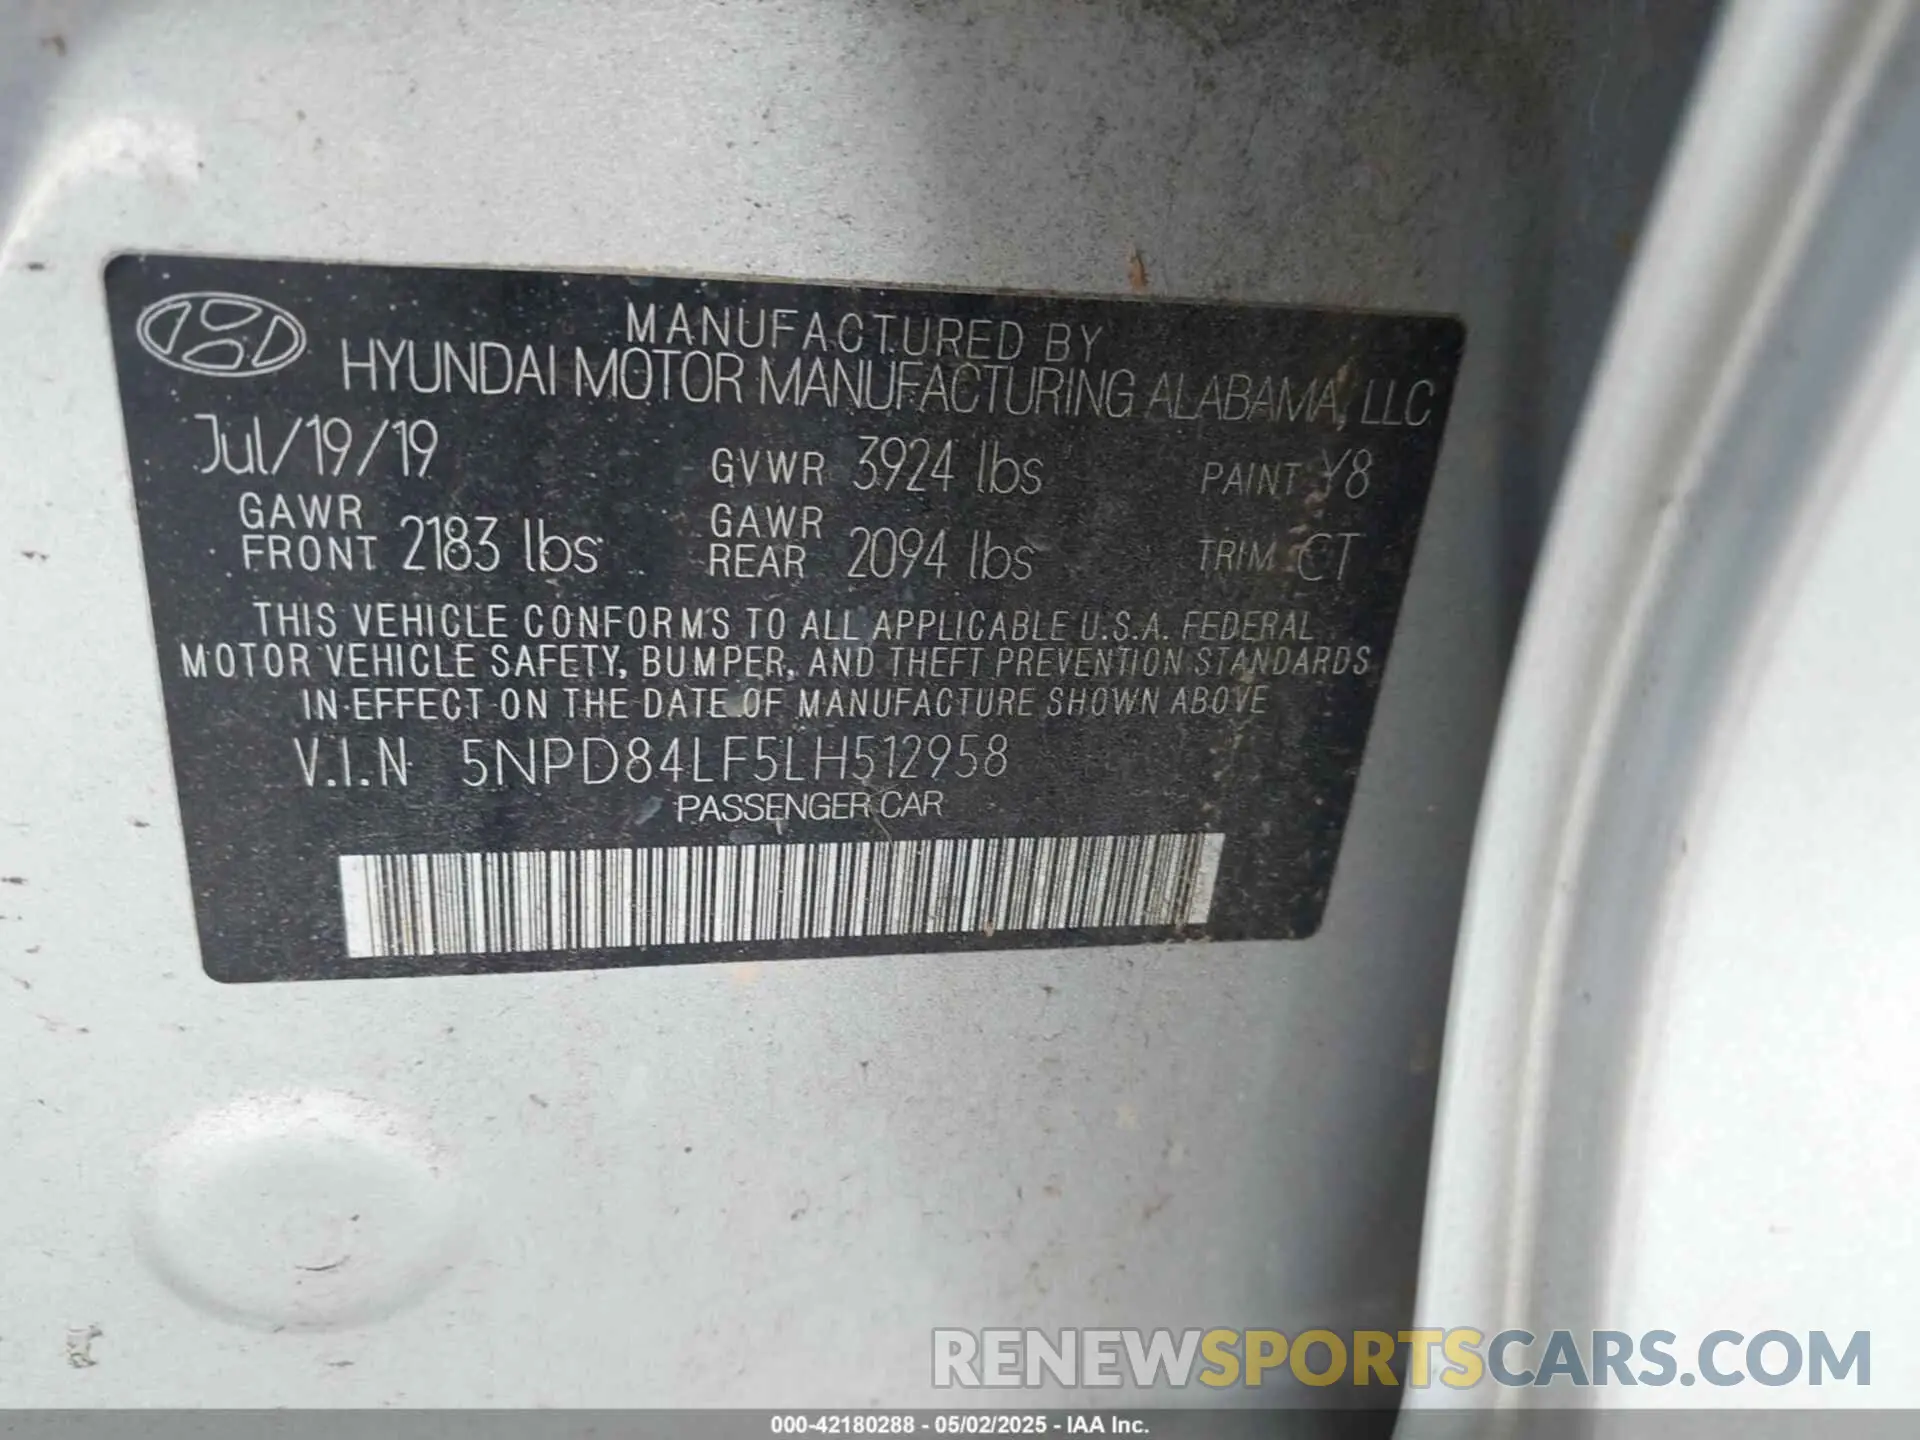 MANUFACTURED BY
HYUNDAI MOTOR MANUFACTURING ALABAMA, LLC
Jul/19/19 GVWR 3924 lbs PAINT Y8
GAWR FRONT 2183 lbs GAWR REAR 2094 lbs TRIM CT
THIS VEHICLE CONFORMS TO ALL APPLICABLE U.S.A. FEDERAL
MOTOR VEHICLE SAFETY, BUMPER, AND THEFT PREVENTION STANDARDS
IN EFFECT ON THE DATE OF MANUFACTURE SHOWN ABOVE
V.I.N 5NPD84LF5LH512958
PASSENGER CAR
RENEWSPORTSCARS.COM
000-42180288 - 05/02/2025 - IAA Inc.